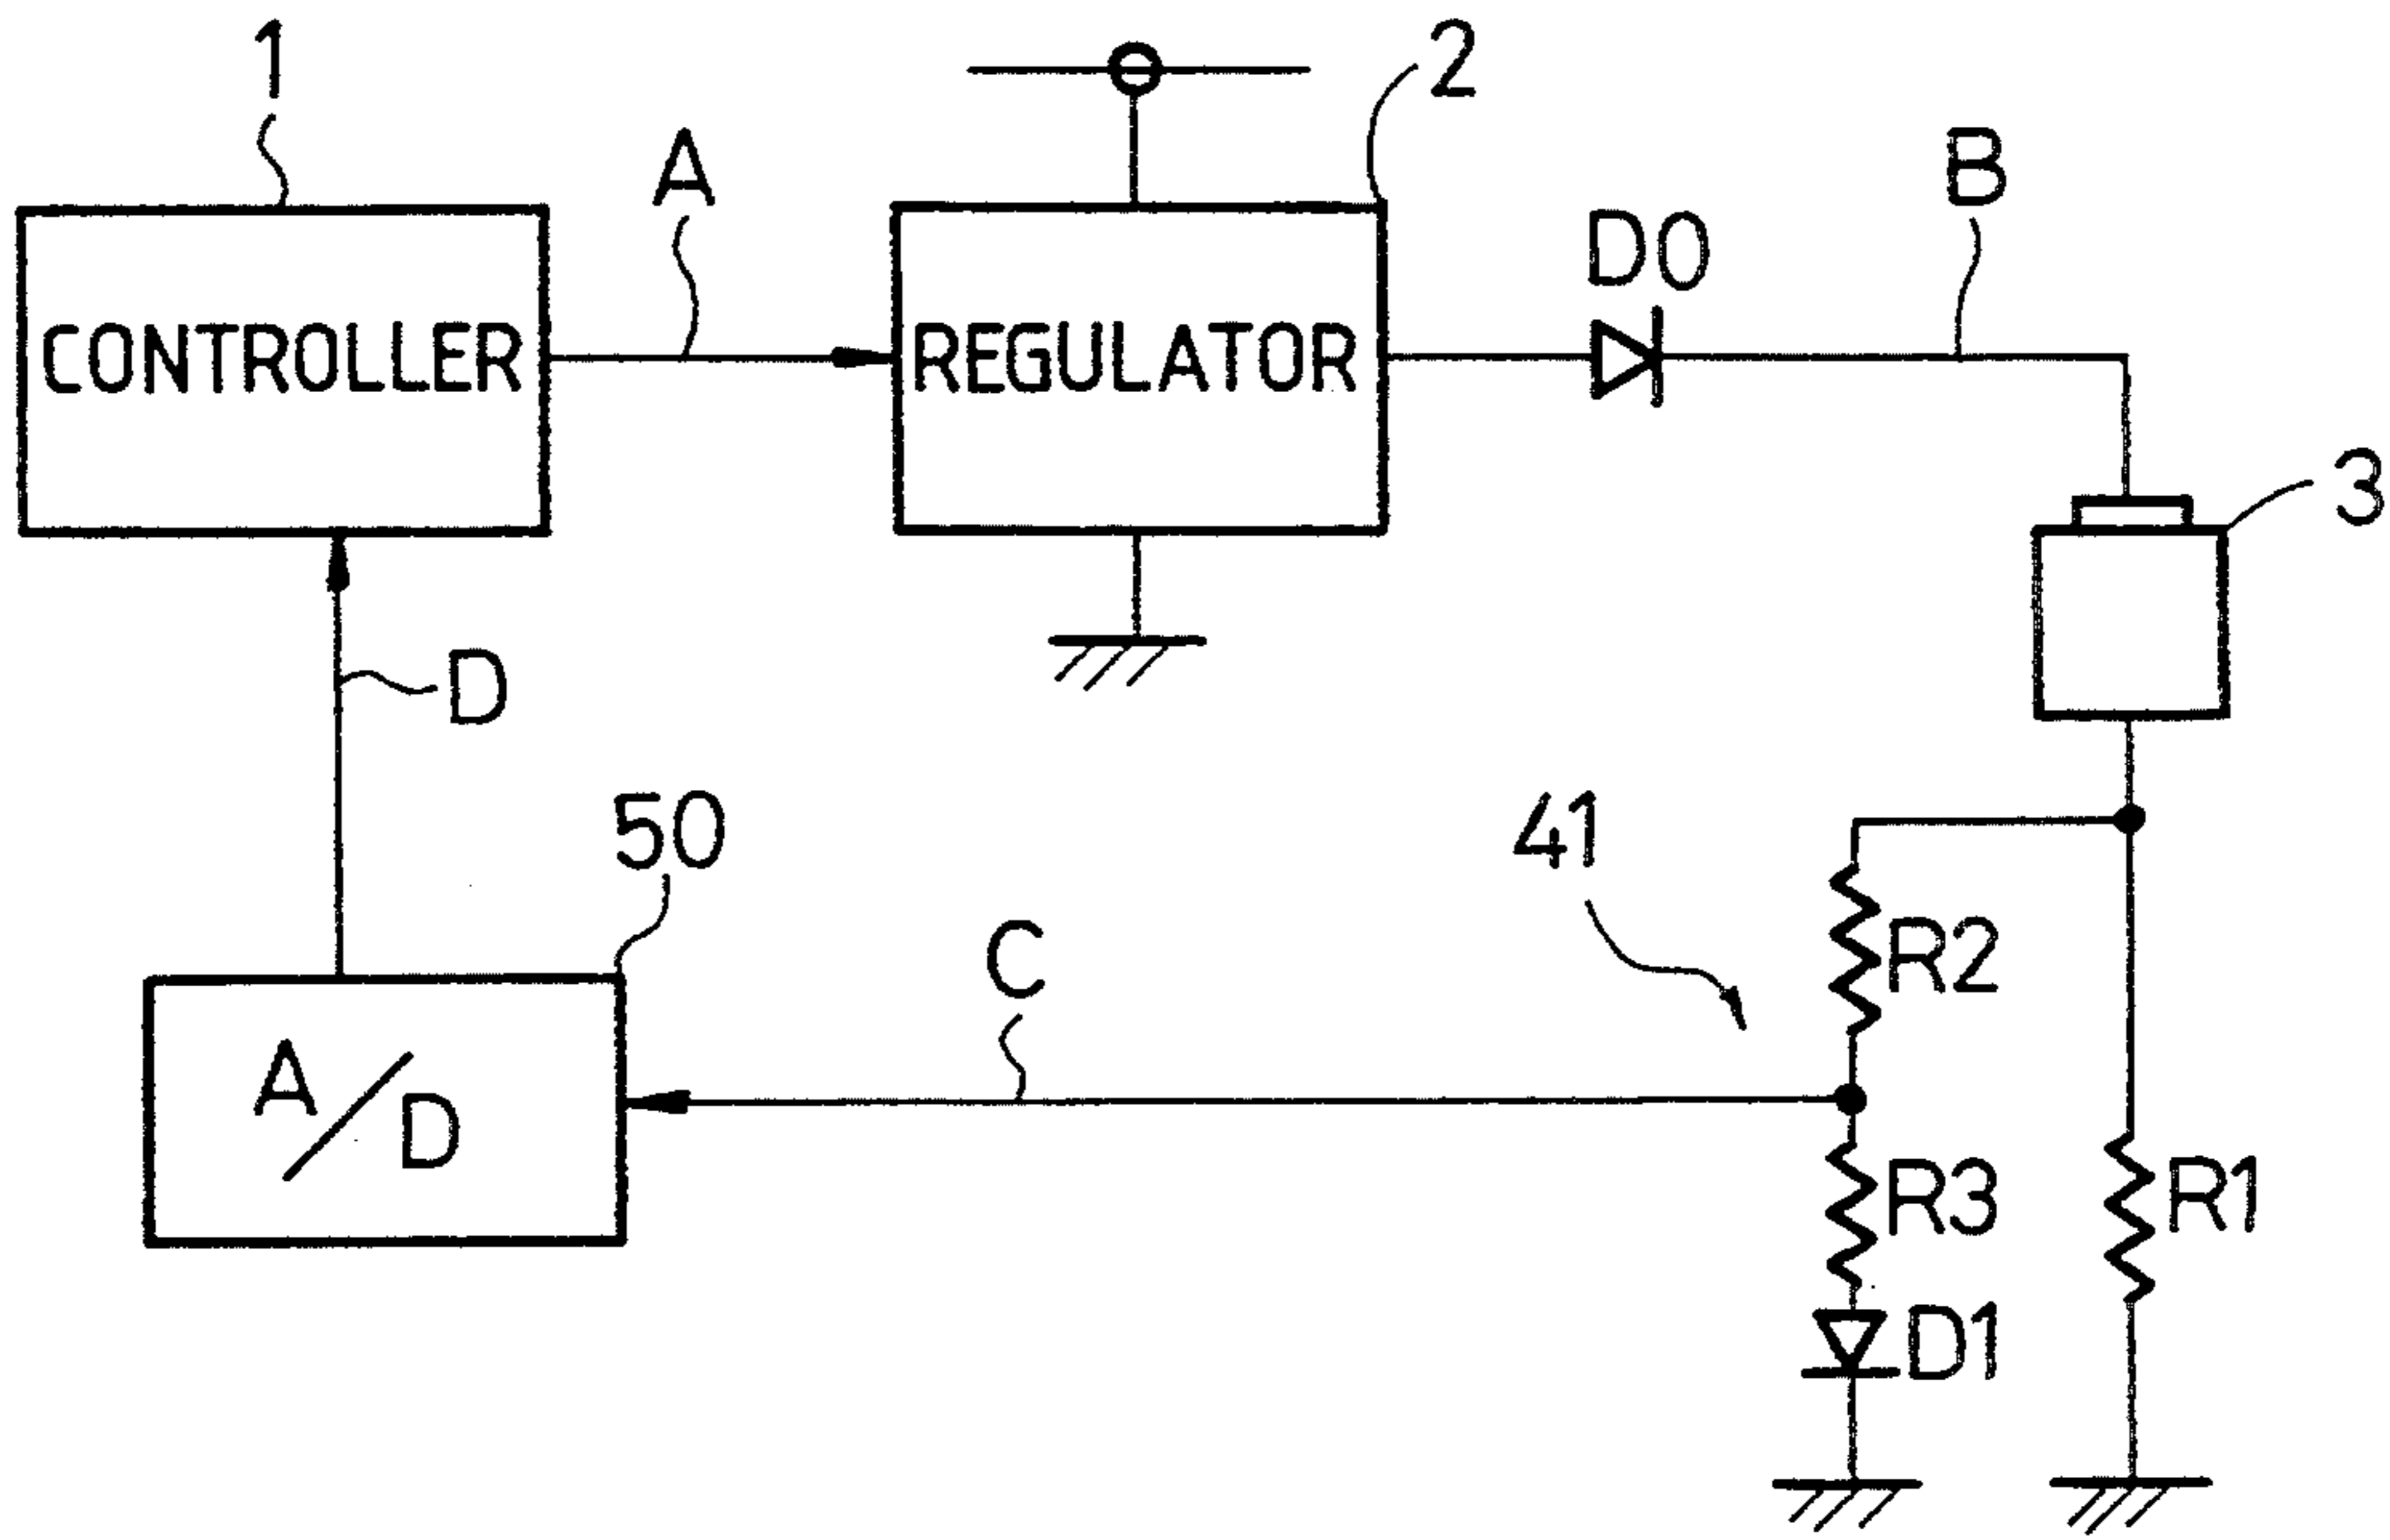 1
2
A
B
D0
CONTROLLER
REGULATOR
3
D
50
41
C
R2
A/D
R3
R1
D1